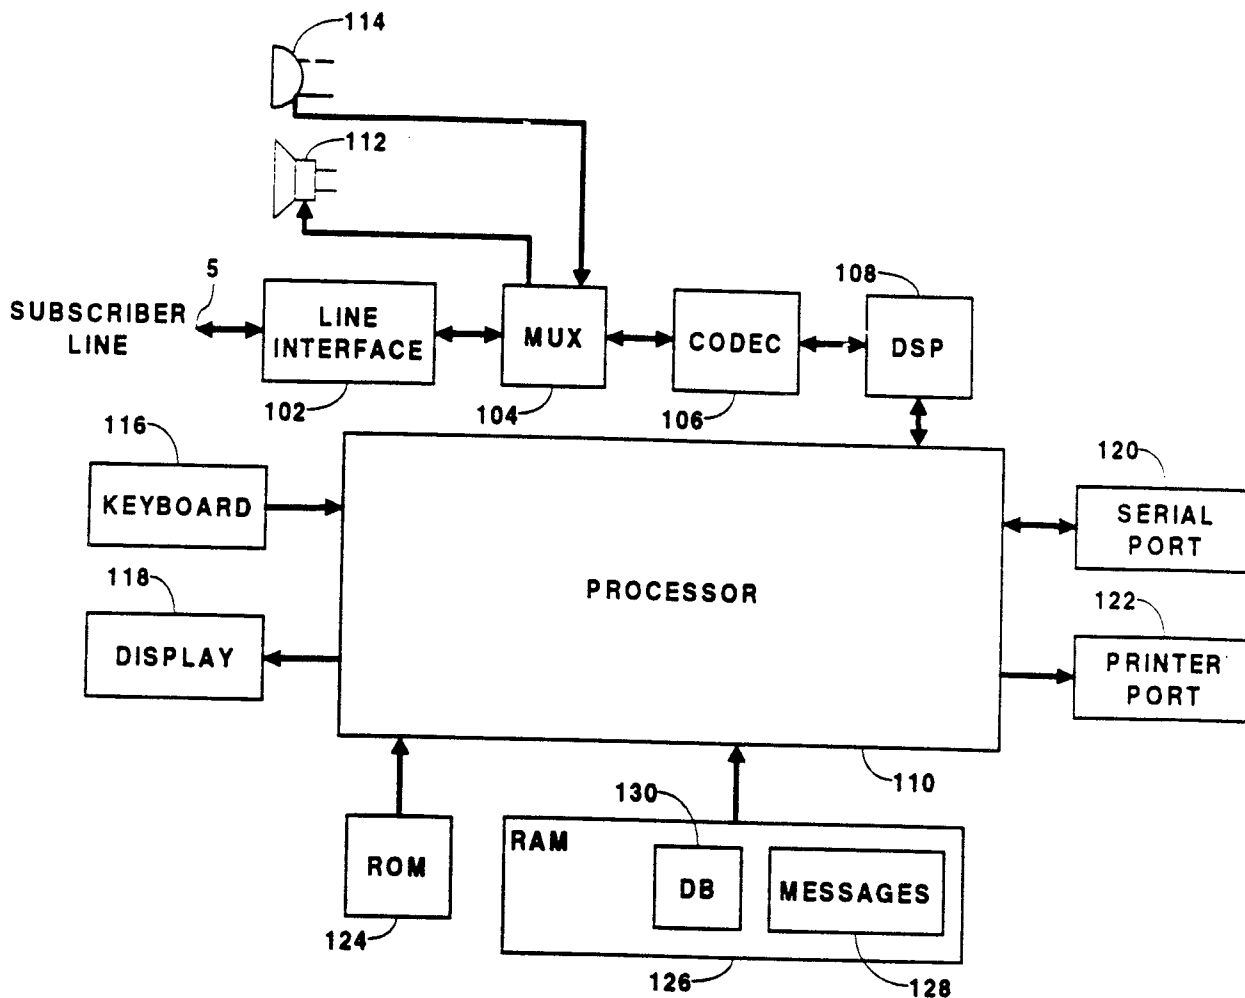 114
112
5
108
SUBSCRIBER
LINE
LINE
INTERFACE
MUX
CODEC
DSP
102
104
106
116
120
KEYBOARD
SERIAL
PORT
118
PROCESSOR
122
DISPLAY
PRINTER
PORT
110
130
RAM
ROM
DB
MESSAGES
124
126
128